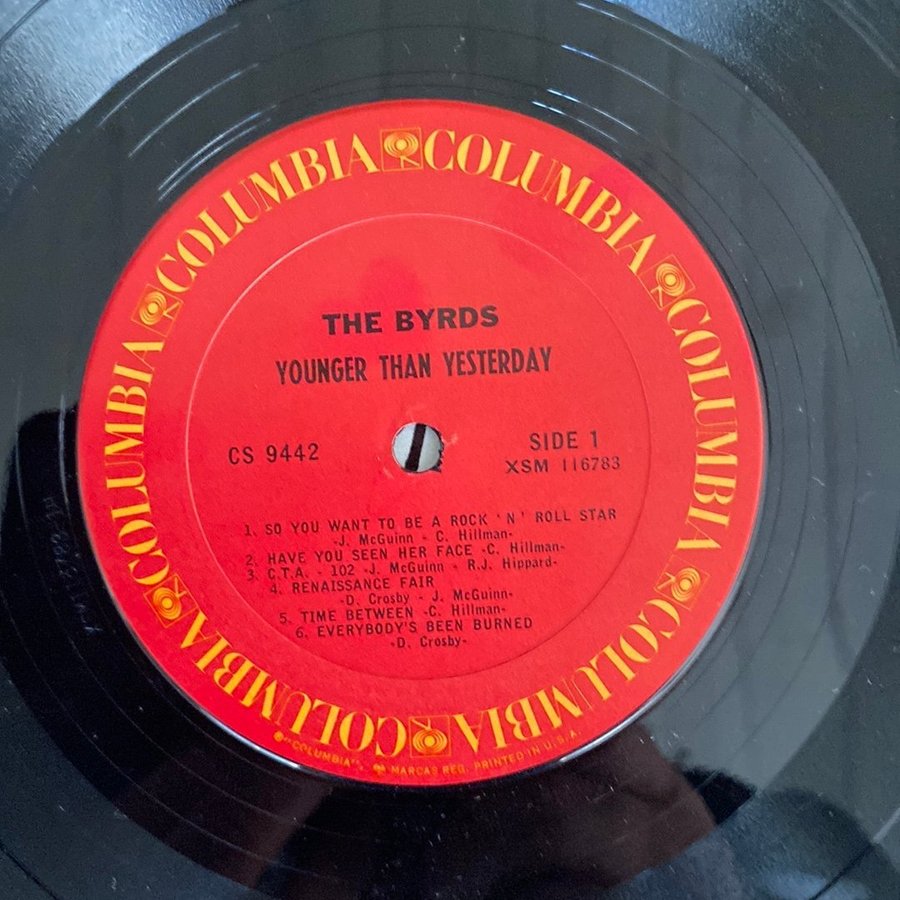 COLUMBIA COLUMBIA COLUMBIA COLUMBIA COLUMBIA COLUMBIA
THE BYRDS
YOUNGER THAN YESTERDAY
CS 9442
SIDE 1
XSM 116783
1. SO YOU WANT TO BE A ROCK 'N' ROLL STAR
-J. McGuinn - C. Hillman-
2. HAVE YOU SEEN HER FACE -C. Hillman-
3. C.T.A. - 102 -J. McGuinn - R.J. Hippard-
4. RENAISSANCE FAIR
-D. Crosby - J. McGuinn-
5. TIME BETWEEN -C. Hillman-
6. EVERYBODY'S BEEN BURNED
-D. Crosby-
"COLUMBIA", MARCAS REG. PRINTED IN U.S.A.